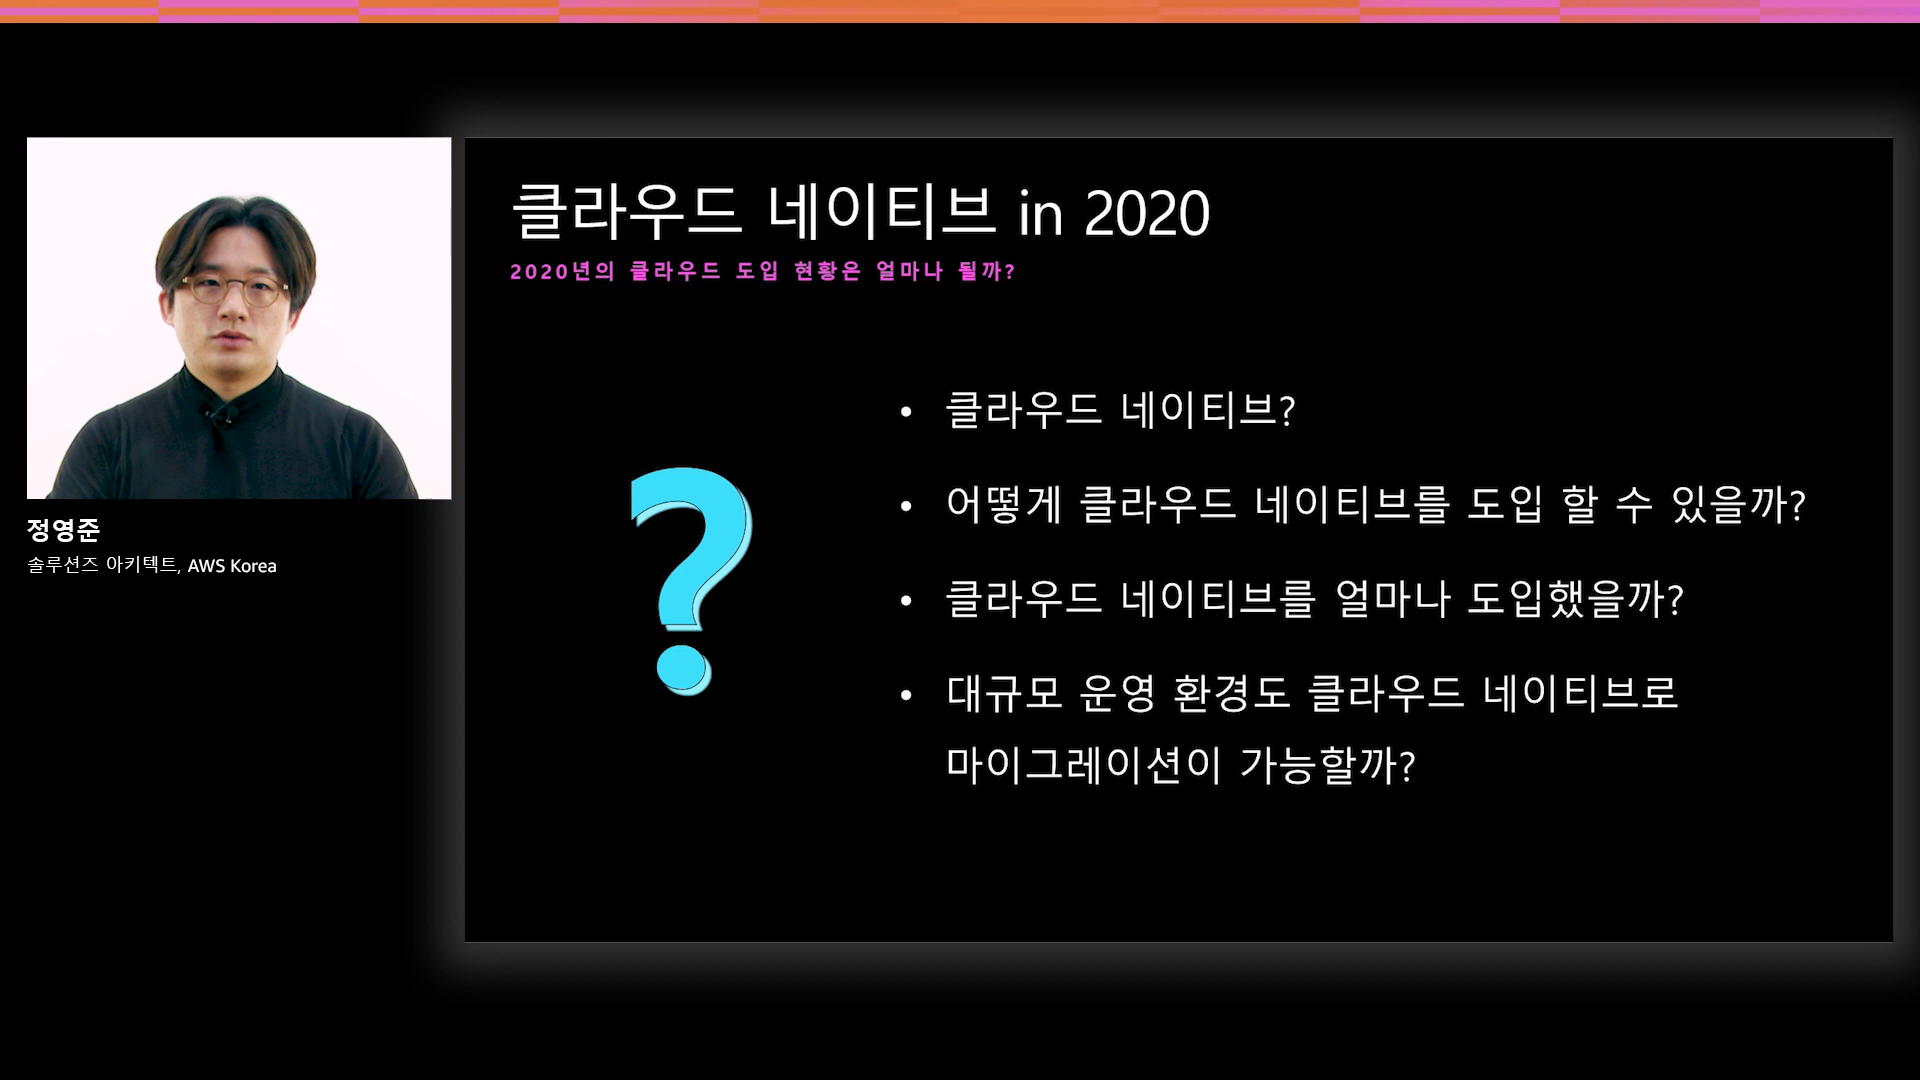 클라우드 네이티브 in 2020
2020년의 클라우드 도입 현황은 얼마나 될까?
• 클라우드 네이티브?
• 어떻게 클라우드 네이티브를 도입 할 수 있을까?
• 클라우드 네이티브를 얼마나 도입했을까?
• 대규모 운영 환경도 클라우드 네이티브로
마이그레이션이 가능할까?
?
정영준
솔루션즈 아키텍트, AWS Korea